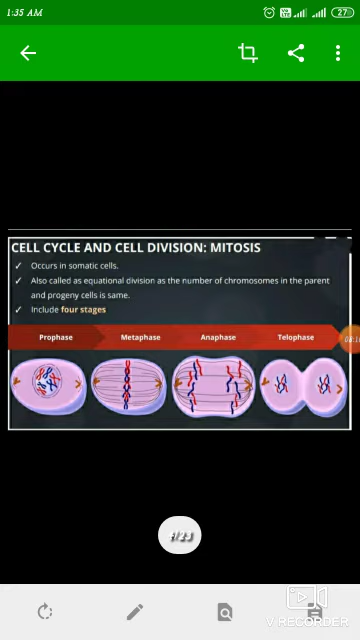 1:35 AM
27
CELL CYCLE AND CELL DIVISION: MITOSIS
✓ Occurs in somatic cells.
✓ Also called as equational division as the number of chromosomes in the parent
and progeny cells is same.
✓ Include four stages
Prophase Metaphase Anaphase Telophase
/23
V RECORDER